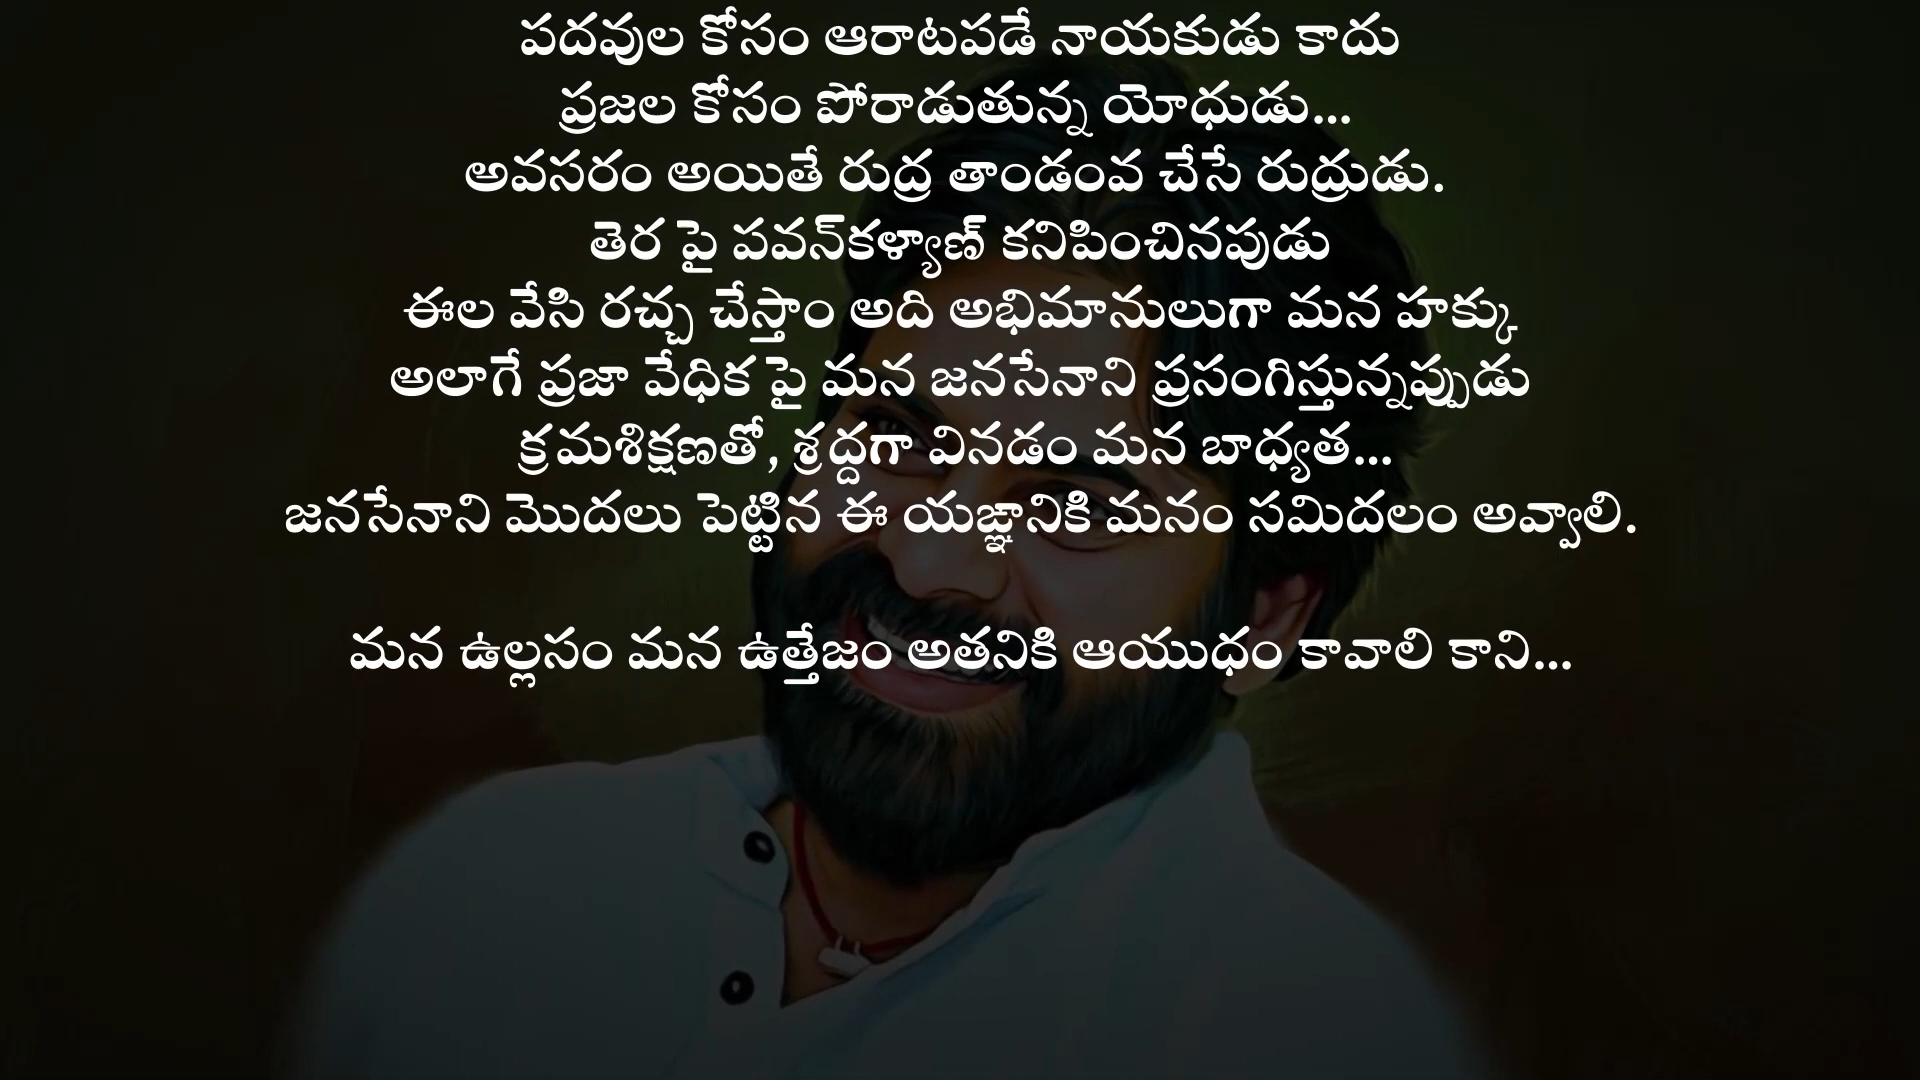 పదవుల కోసం ఆరాటపడే నాయకుడు కాదు
ప్రజల కోసం పోరాడుతున్న యోధుడు...
అవసరం అయితే రుద్ర తాండంవ చేసే రుద్రుడు.
తెర పై పవన్‌కళ్యాణ్ కనిపించినపుడు
ఈల వేసి రచ్చ చేస్తాం అది అభిమానులుగా మన హక్కు
అలాగే ప్రజా వేధిక పై మన జనసేనాని ప్రసంగిస్తున్నప్పుడు
క్రమశిక్షణతో, శ్రద్దగా వినడం మన బాధ్యత...
జనసేనాని మొదలు పెట్టిన ఈ యఙ్ఞానికి మనం సమిదలం అవ్వాలి.
మన ఉల్లసం మన ఉత్తేజం అతనికి ఆయుధం కావాలి కాని...